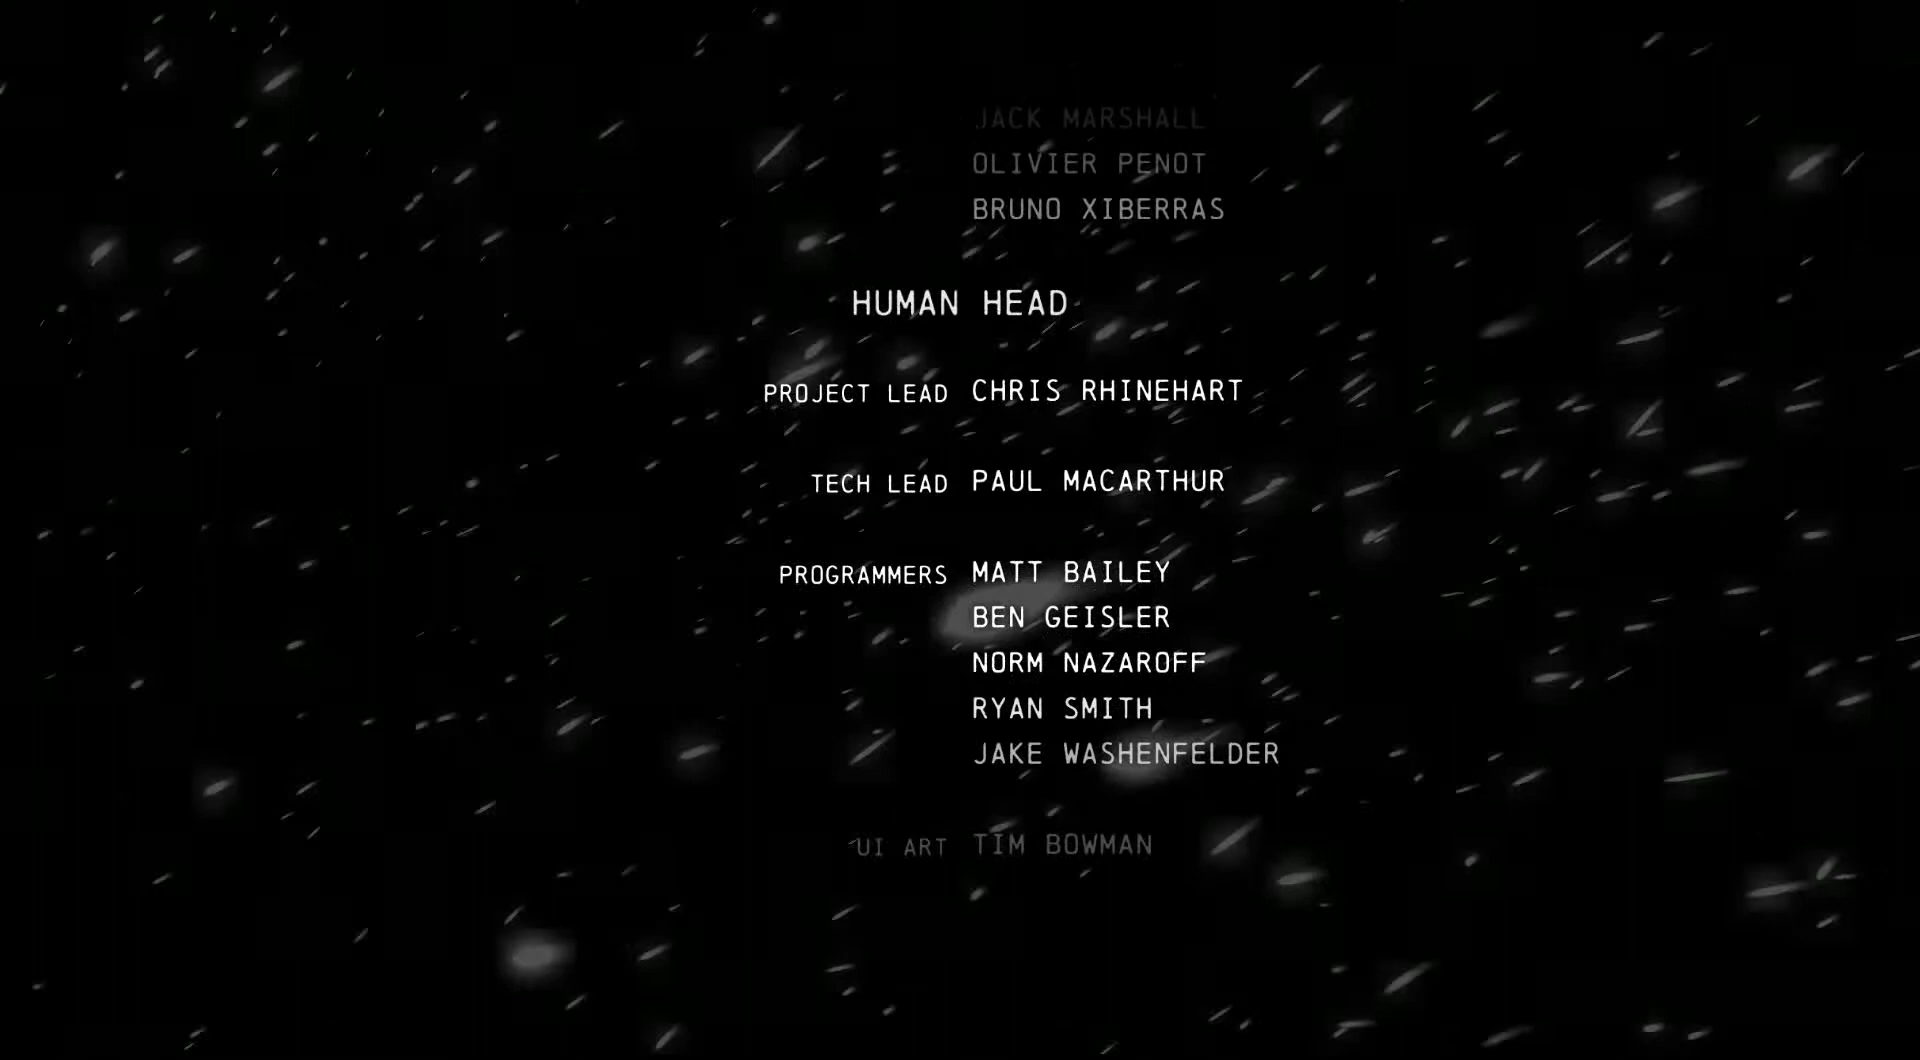 JACK MARSHALL
OLIVIER PENOT
BRUNO XIBERRAS
HUMAN HEAD
PROJECT LEAD CHRIS RHINEHART
TECH LEAD PAUL MACARTHUR
PROGRAMMERS MATT BAILEY
BEN GEISLER
NORM NAZAROFF
RYAN SMITH
JAKE WASHENFELDER
UI ART TIM BOWMAN